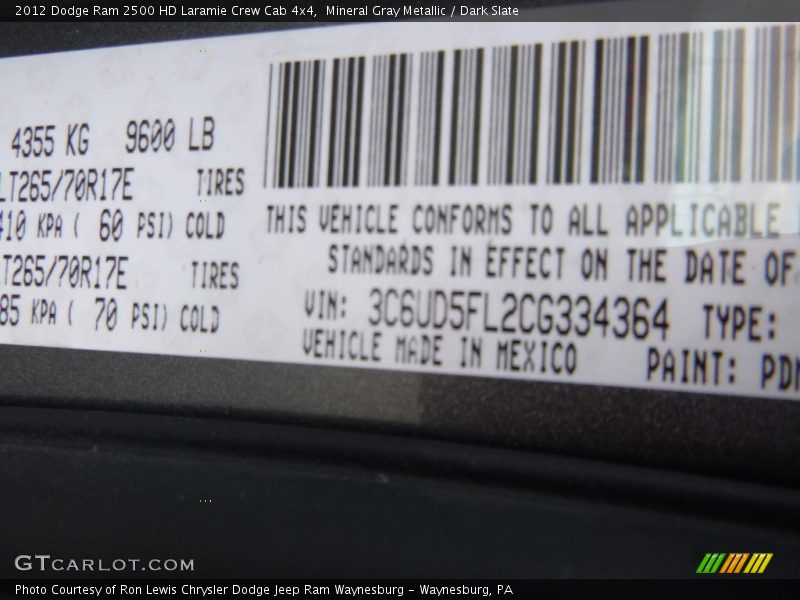 2012 Dodge Ram 2500 HD Laramie Crew Cab 4x4,  Mineral Gray Metallic / Dark Slate
4355 KG 9600 LB
LT265/70R17E TIRES
410 KPA ( 60 PSI) COLD
LT265/70R17E TIRES
85 KPA ( 70 PSI) COLD
THIS VEHICLE CONFORMS TO ALL APPLICABLE
STANDARDS IN EFFECT ON THE DATE OF
VIN: 3C6UD5FL2CG334364 TYPE:
VEHICLE MADE IN MEXICO PAINT: PDM
GTCARLOT.COM
Photo Courtesy of Ron Lewis Chrysler Dodge Jeep Ram Waynesburg - Waynesburg, PA